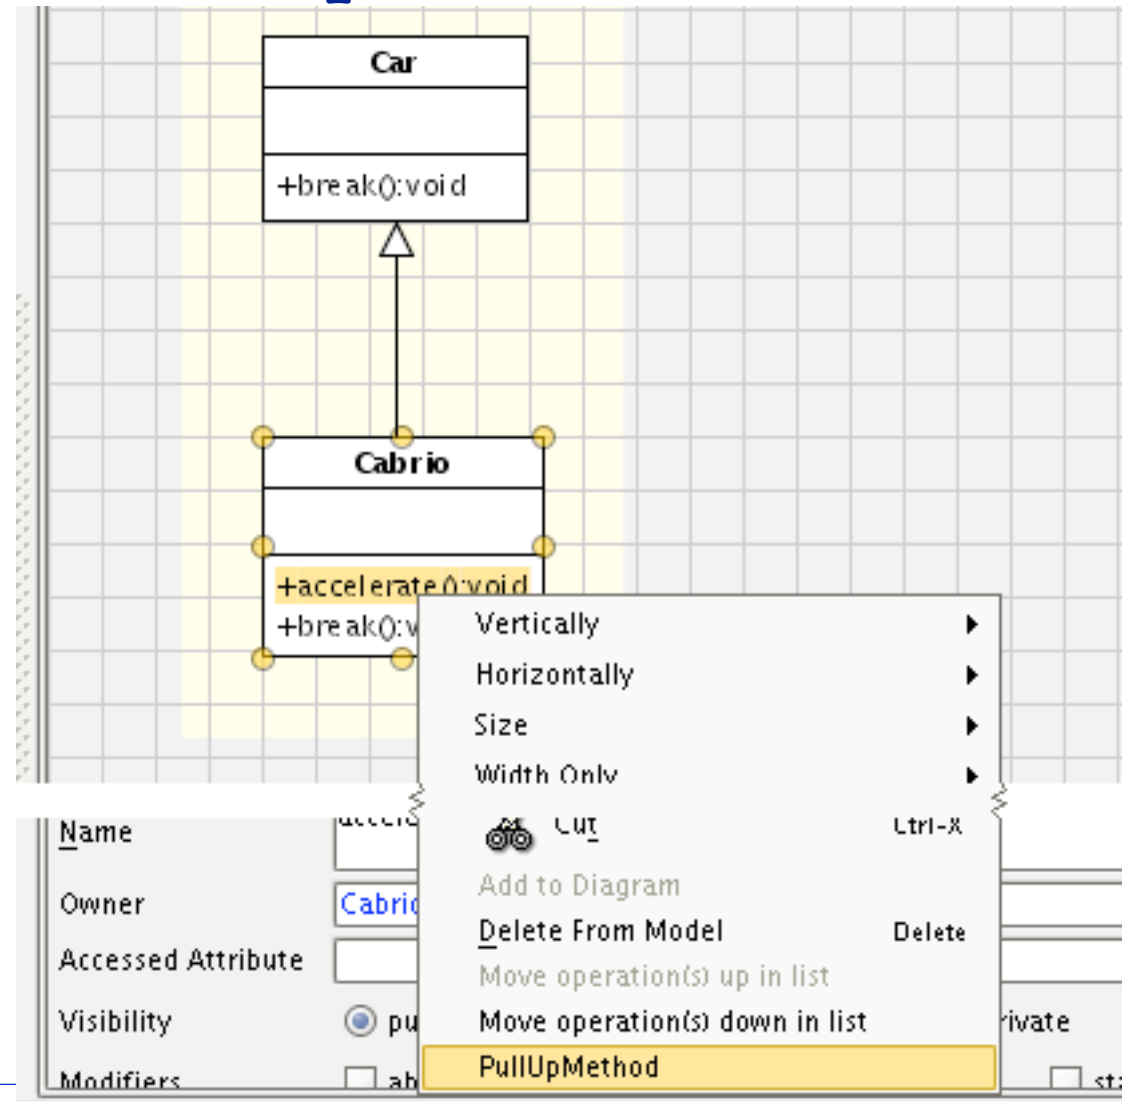 Car
+break():void
Cabrio
+accelerate():void
+break():v
Vertically
Horizontally
Size
Width Only
Name
Cut Ctrl-X
Add to Diagram
Owner Cabrio
Delete From Model Delete
Accessed Attribute
Move operation(s) up in list
Visibility pu Move operation(s) down in list rivate
PullUpMethod
Modifiers ab sta